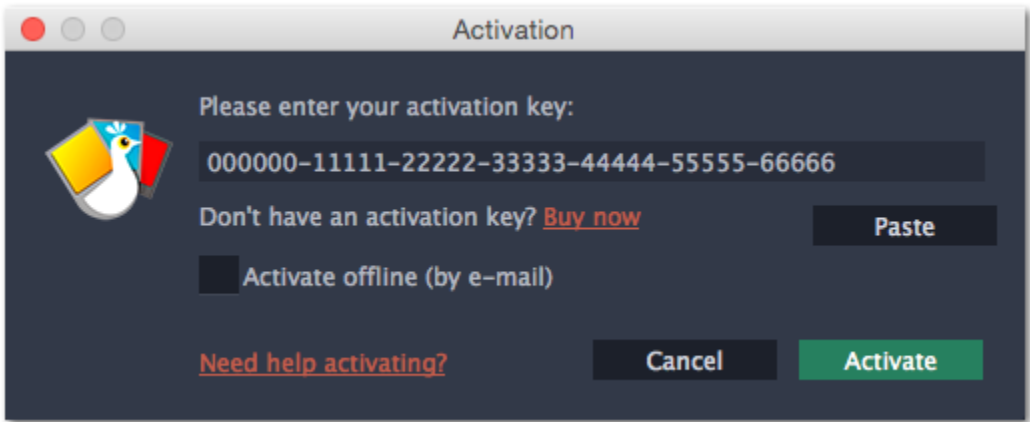 Activation
Please enter your activation key:
000000-11111-22222-33333-44444-55555-66666
Don't have an activation key? Buy now
Paste
Activate offline (by e-mail)
Need help activating?
Cancel
Activate